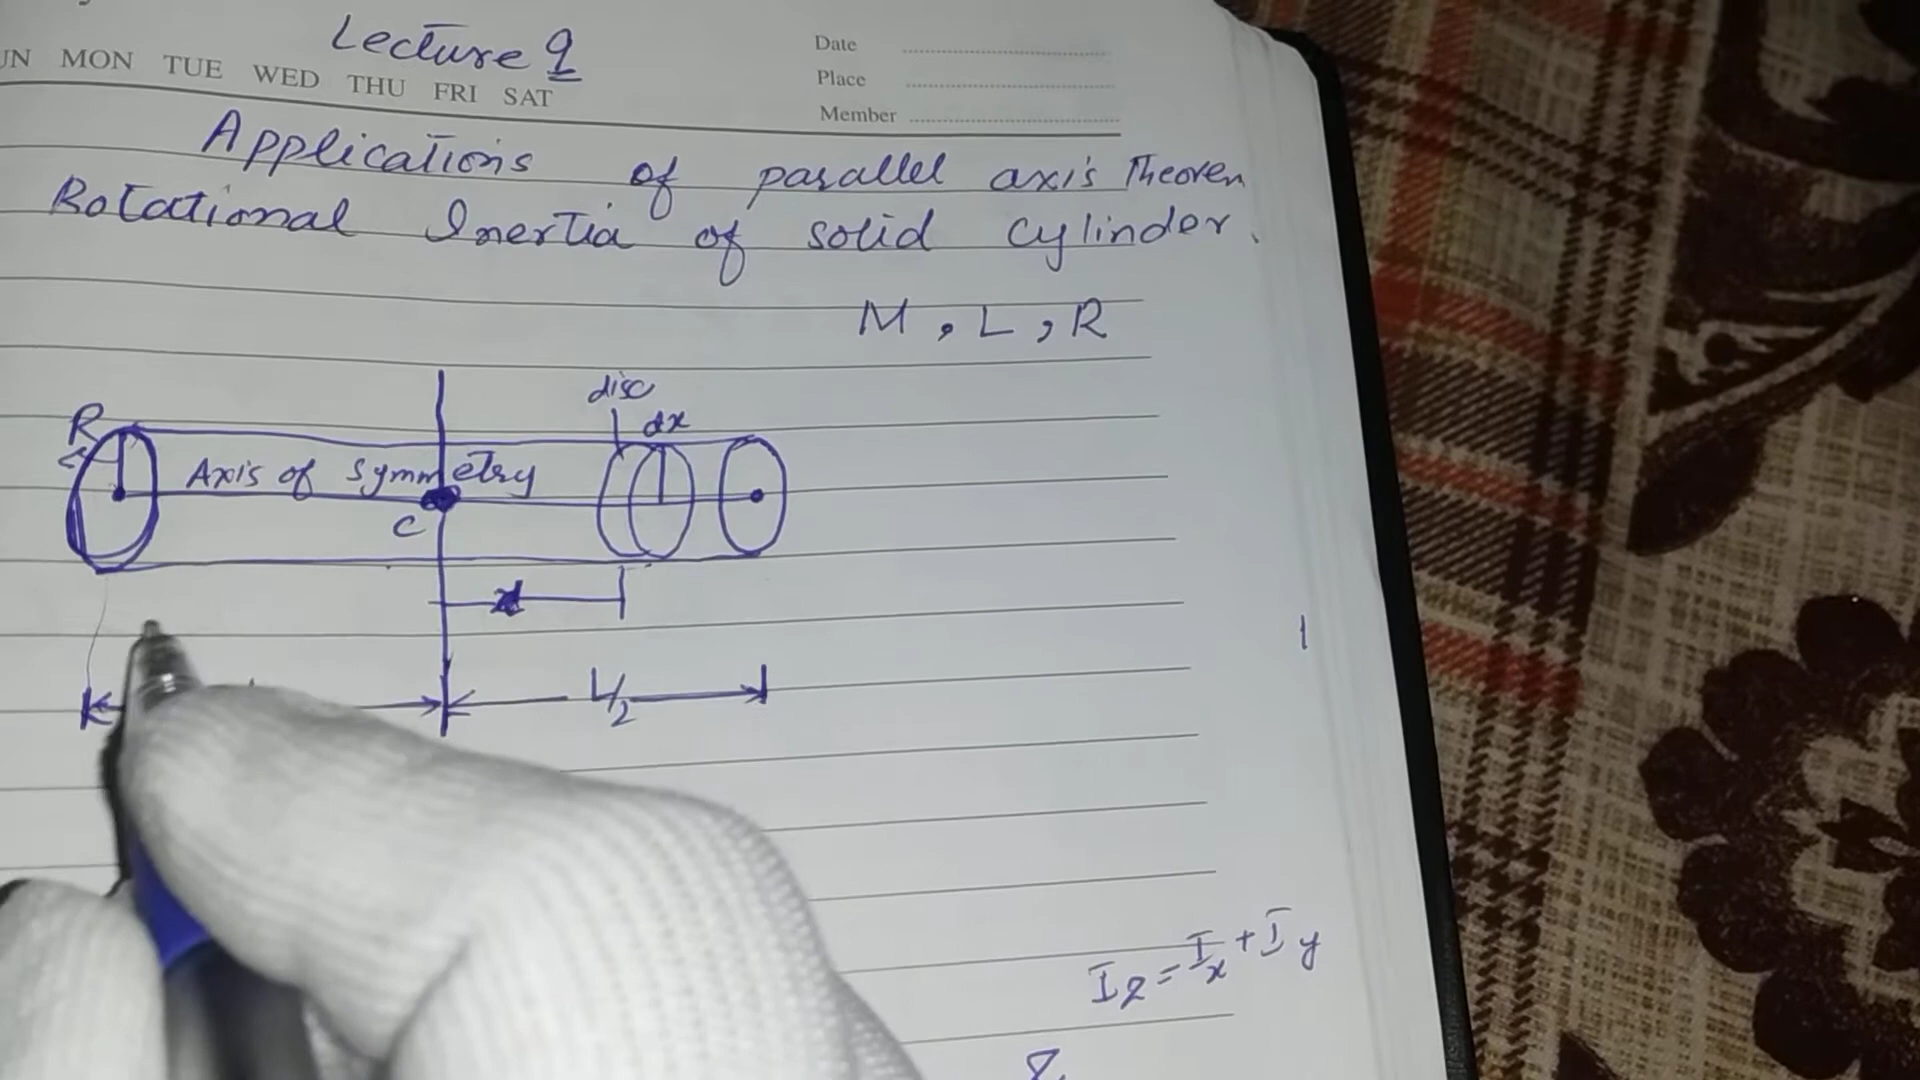 Lecture 9
UN MON TUE WED THU FRI SAT
Date
Place
Member
Applications of parallel axis Theorem
Rotational Inertia of solid cylinder.
M, L, R
disc
dx
R
Axis of Symmetry
C
x
L/2
Iz = Ix + Iy